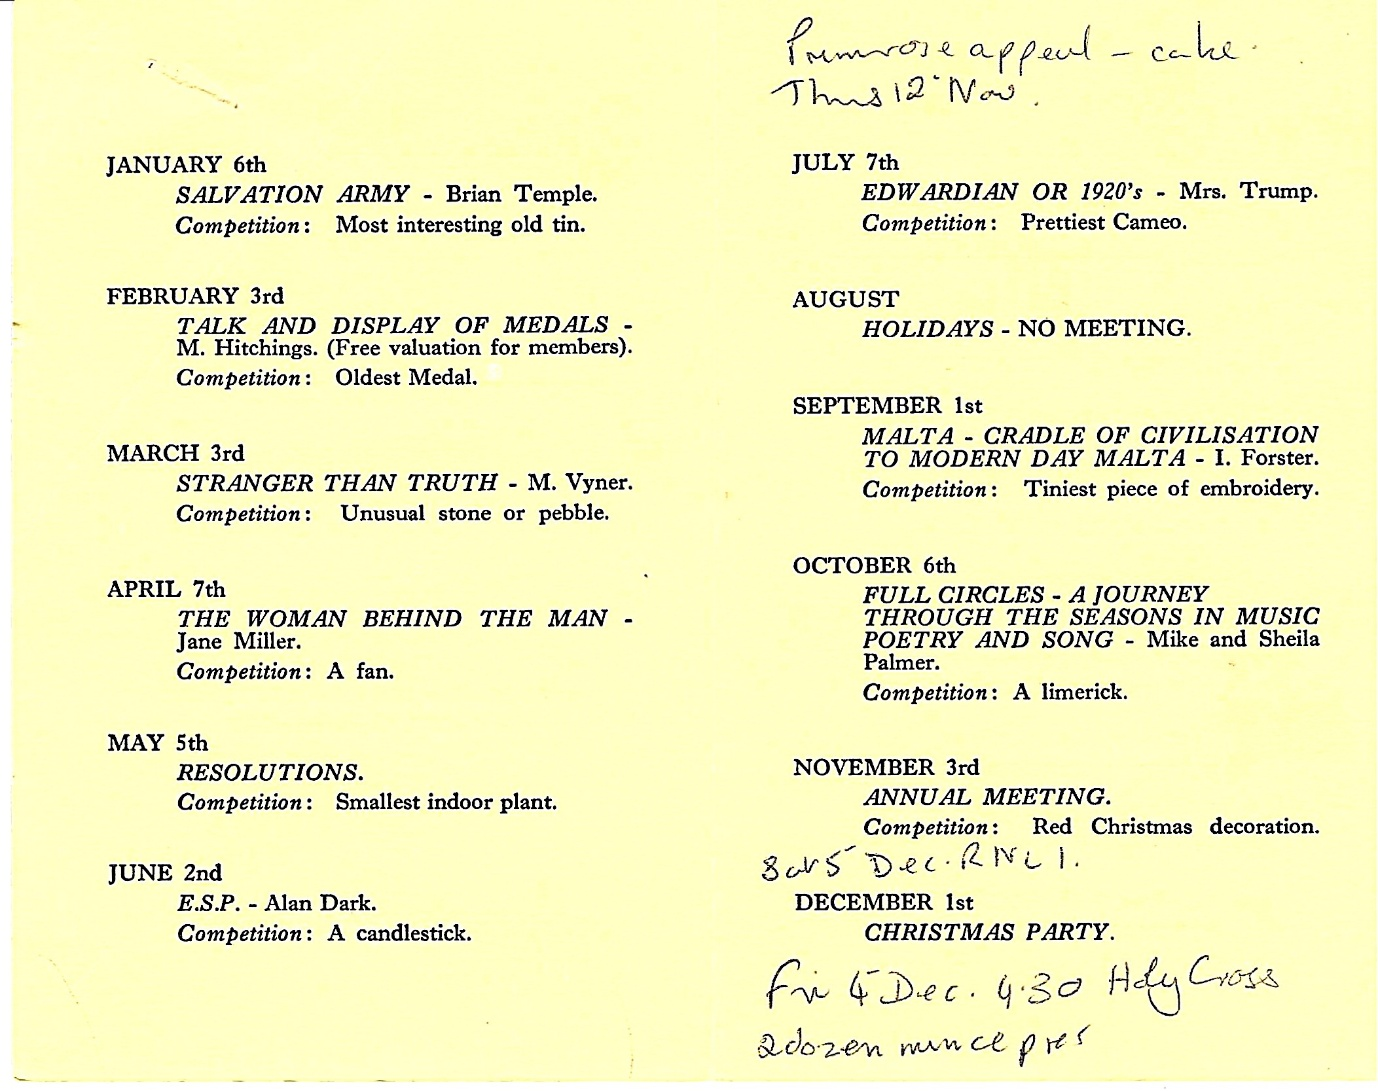 JANUARY 6th
SALVATION ARMY - Brian Temple.
Competition: Most interesting old tin.
FEBRUARY 3rd
TALK AND DISPLAY OF MEDALS -
M. Hitchings. (Free valuation for members).
Competition: Oldest Medal.
MARCH 3rd
STRANGER THAN TRUTH - M. Vyner.
Competition: Unusual stone or pebble.
APRIL 7th
THE WOMAN BEHIND THE MAN -
Jane Miller.
Competition: A fan.
MAY 5th
RESOLUTIONS.
Competition: Smallest indoor plant.
JUNE 2nd
E.S.P. - Alan Dark.
Competition: A candlestick.
Primrose appeal - cake.
Thus 12 Nov.
JULY 7th
EDWARDIAN OR 1920's - Mrs. Trump.
Competition: Prettiest Cameo.
AUGUST
HOLIDAYS - NO MEETING.
SEPTEMBER 1st
MALTA - CRADLE OF CIVILISATION
TO MODERN DAY MALTA - I. Forster.
Competition: Tiniest piece of embroidery.
OCTOBER 6th
FULL CIRCLES - A JOURNEY
THROUGH THE SEASONS IN MUSIC
POETRY AND SONG - Mike and Sheila
Palmer.
Competition: A limerick.
NOVEMBER 3rd
ANNUAL MEETING.
Competition: Red Christmas decoration.
Sat 5 Dec. RNLI.
DECEMBER 1st
CHRISTMAS PARTY.
Fri 4 Dec. 4.30 Holy Cross
2 dozen mince pies